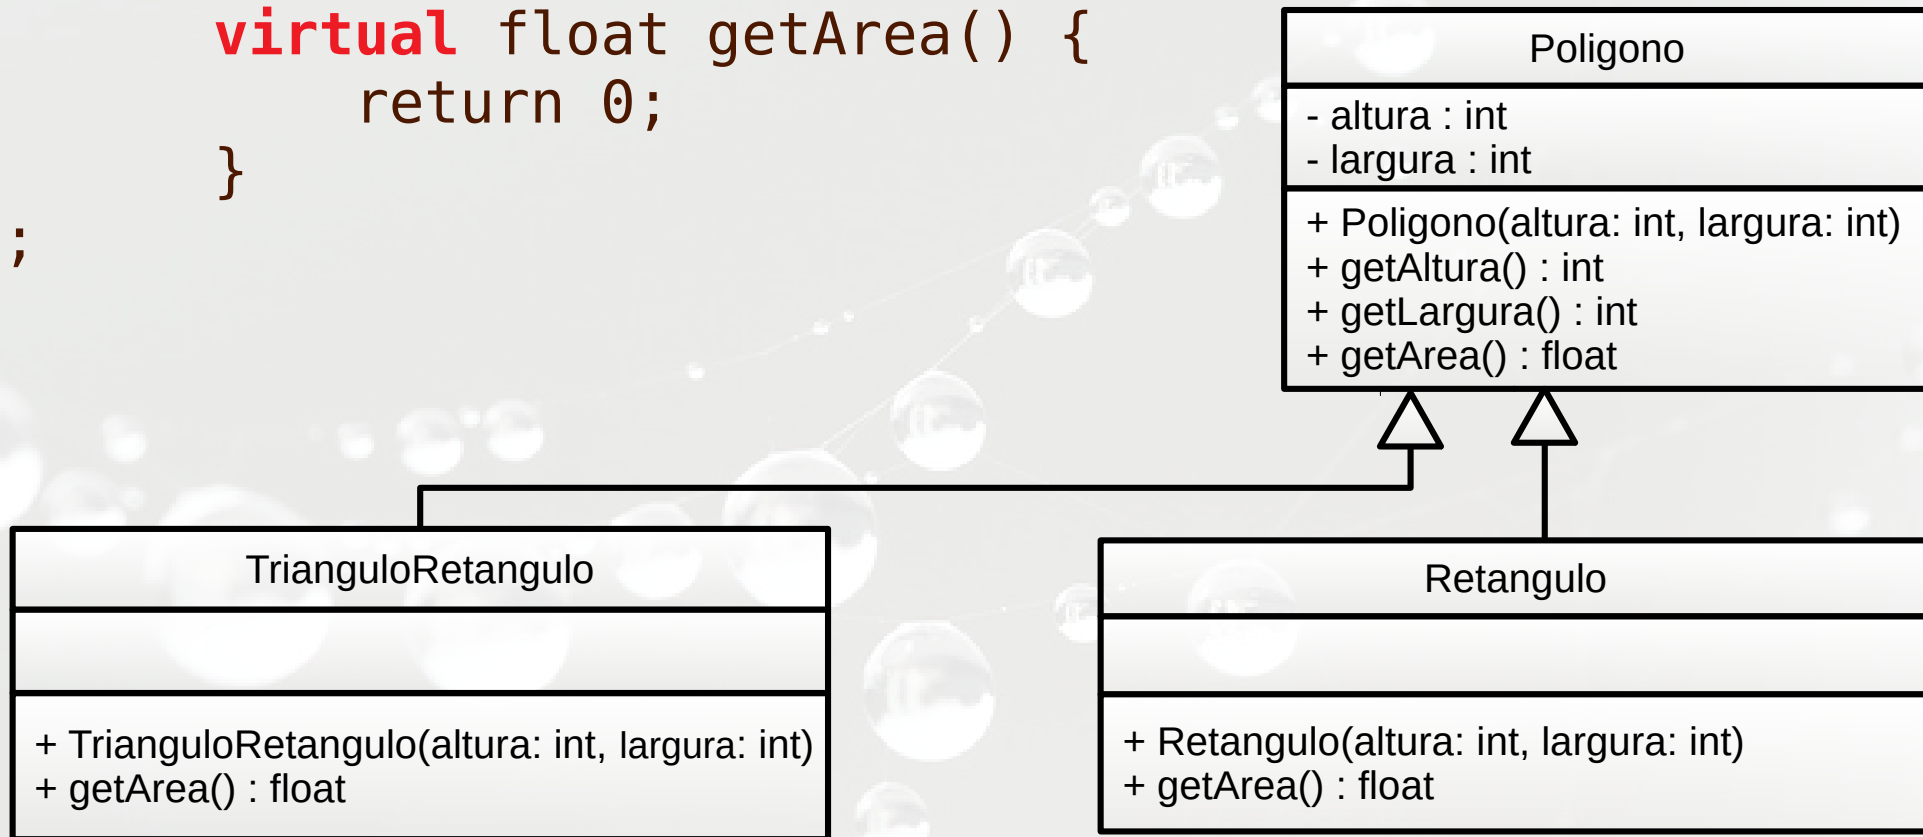 virtual float getArea() {
return 0;
}
;
Poligono
- altura : int
- largura : int
+ Poligono(altura: int, largura: int)
+ getAltura() : int
+ getLargura() : int
+ getArea() : float
TrianguloRetangulo
+ TrianguloRetangulo(altura: int, largura: int)
+ getArea() : float
Retangulo
+ Retangulo(altura: int, largura: int)
+ getArea() : float